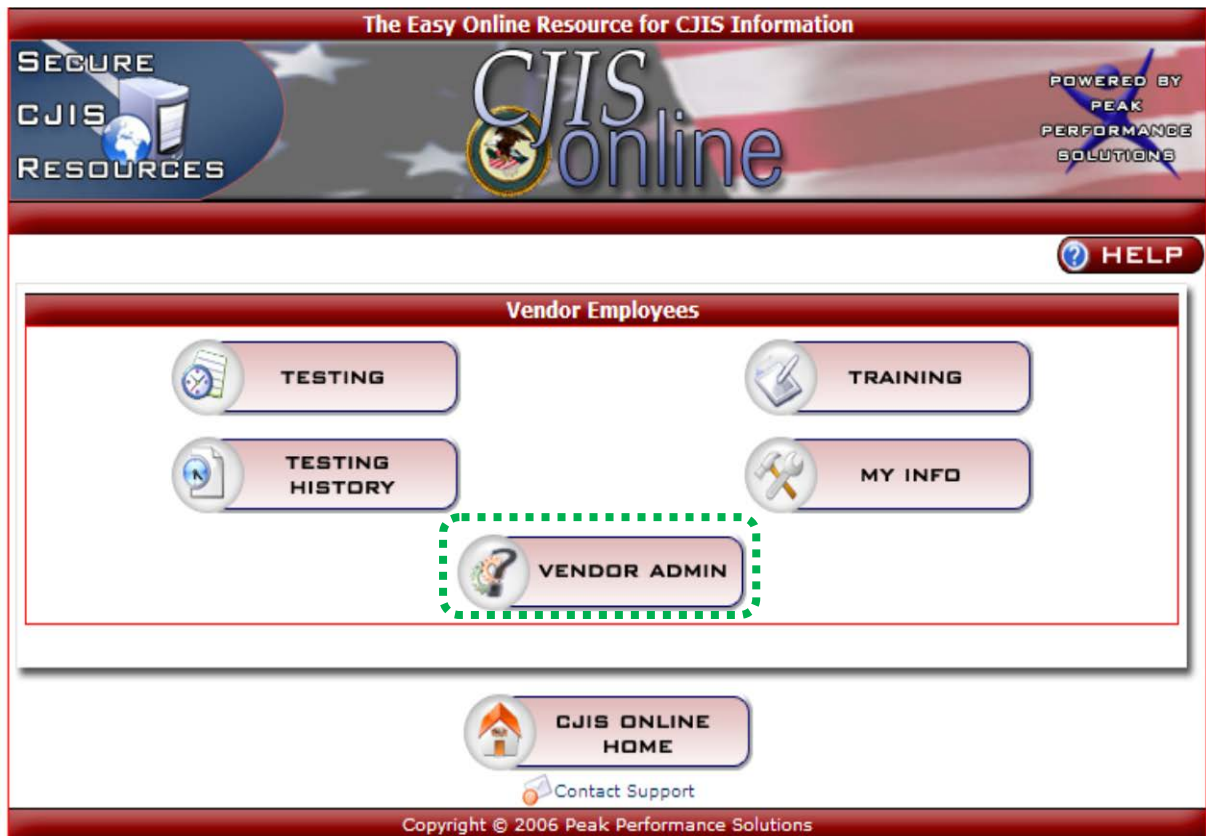 The Easy Online Resource for CJIS Information
SECURE
CJIS
RESOURCES
CJIS
online
POWERED BY
PEAK
PERFORMANCE
SOLUTIONS
HELP
Vendor Employees
TESTING
TRAINING
TESTING
HISTORY
MY INFO
VENDOR ADMIN
CJIS ONLINE
HOME
Contact Support
Copyright © 2006 Peak Performance Solutions